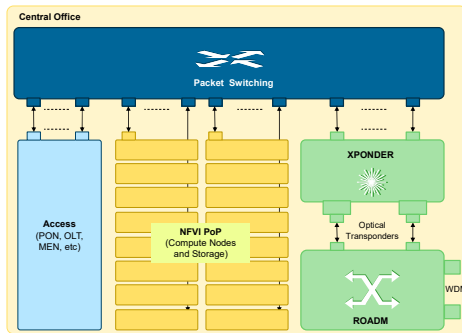 Central Office
Packet Switching
XPONDER
Access
(PON, OLT,
MEN, etc)
NFVI PoP
(Compute Nodes
and Storage)
Optical
Transponders
WDM
ROADM